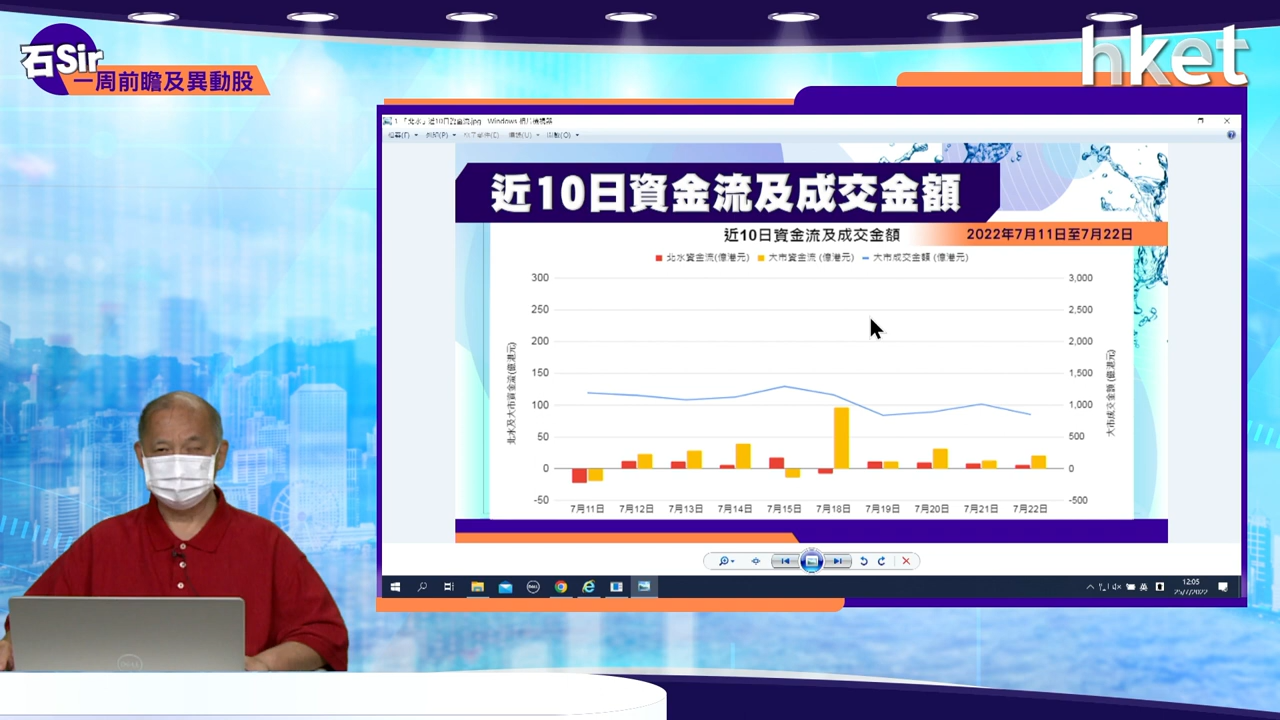 石Sir
一周前瞻及異動股
hket
近10日資金流及成交金額
近10日資金流及成交金額
2022年7月11日至7月22日
北水資金流(億港元) 大市資金流 (億港元) 大市成交金額 (億港元)
300
250
200
150
100
50
0
-50
3,000
2,500
2,000
1,500
1,000
500
0
-500
北水及大市資金流(億港元)
大市成交金額 (億港元)
7月11日 7月12日 7月13日 7月14日 7月15日 7月18日 7月19日 7月20日 7月21日 7月22日
12:05
25/7/2022
DELL